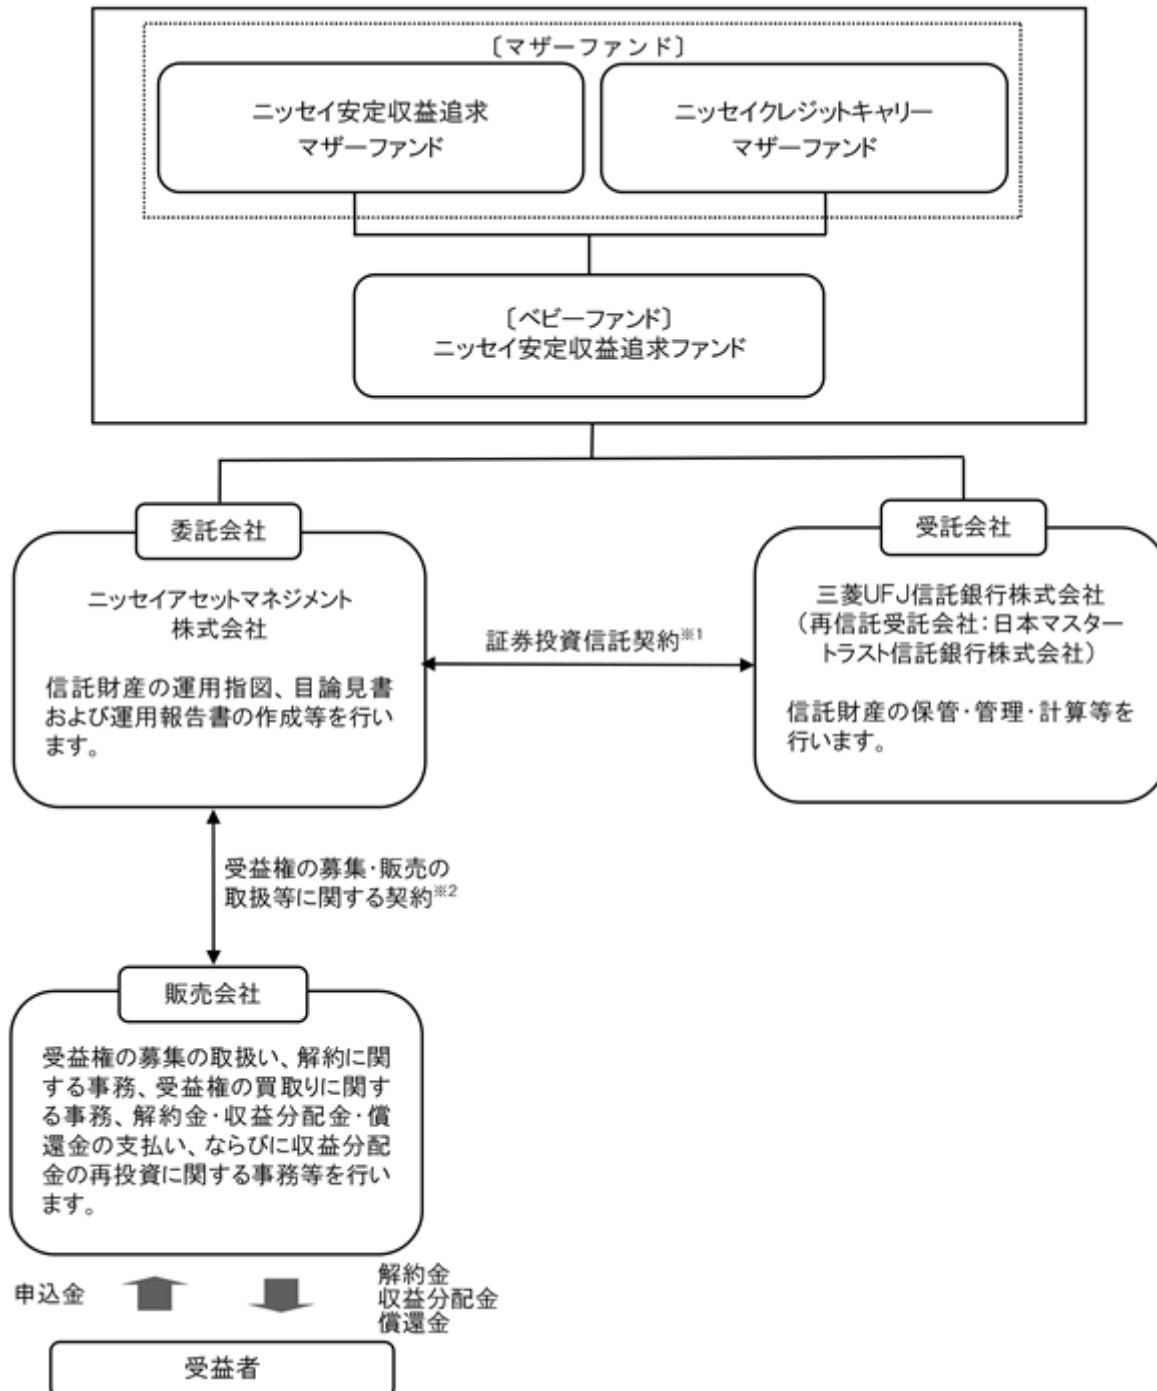 〔マザーファンド〕
ニッセイ安定収益追求
マザーファンド
ニッセイクレジットキャリー
マザーファンド
〔ベビーファンド〕
ニッセイ安定収益追求ファンド
委託会社
ニッセイアセットマネジメント
株式会社
信託財産の運用指図、目論見書
および運用報告書の作成等を行い
ます。
証券投資信託契約※1
受託会社
三菱UFJ信託銀行株式会社
（再信託受託会社：日本マスター
トラスト信託銀行株式会社）
信託財産の保管・管理・計算等を
行います。
受益権の募集・販売の
取扱等に関する契約※2
販売会社
受益権の募集の取扱い、解約に関
する事務、受益権の買取りに関す
る事務、解約金・収益分配金・償
還金の支払い、ならびに収益分配
金の再投資に関する事務等を行い
ます。
申込金
解約金
収益分配金
償還金
受益者